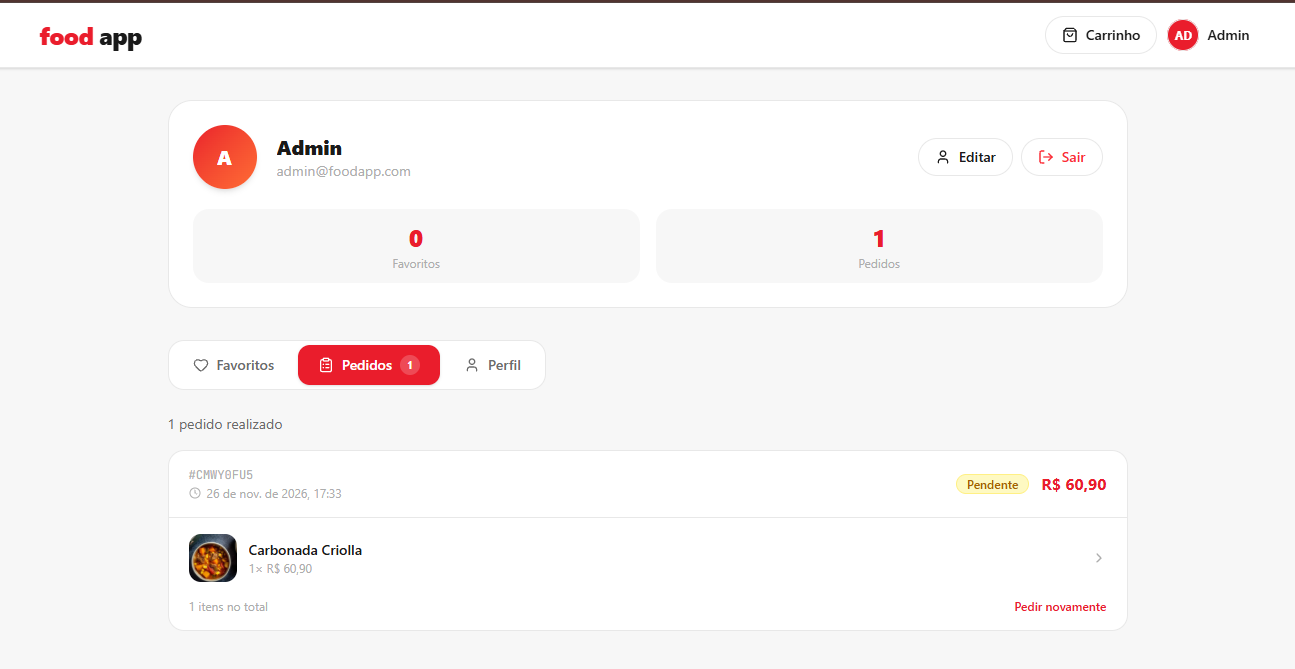 food app
Carrinho
AD
Admin
A
Admin
admin@foodapp.com
Editar
Sair
0
Favoritos
1
Pedidos
Favoritos
Pedidos 1
Perfil
1 pedido realizado
#CMWY0FU5
26 de nov. de 2026, 17:33
Pendente
R$ 60,90
Carbonada Criolla
1× R$ 60,90
1 itens no total
Pedir novamente